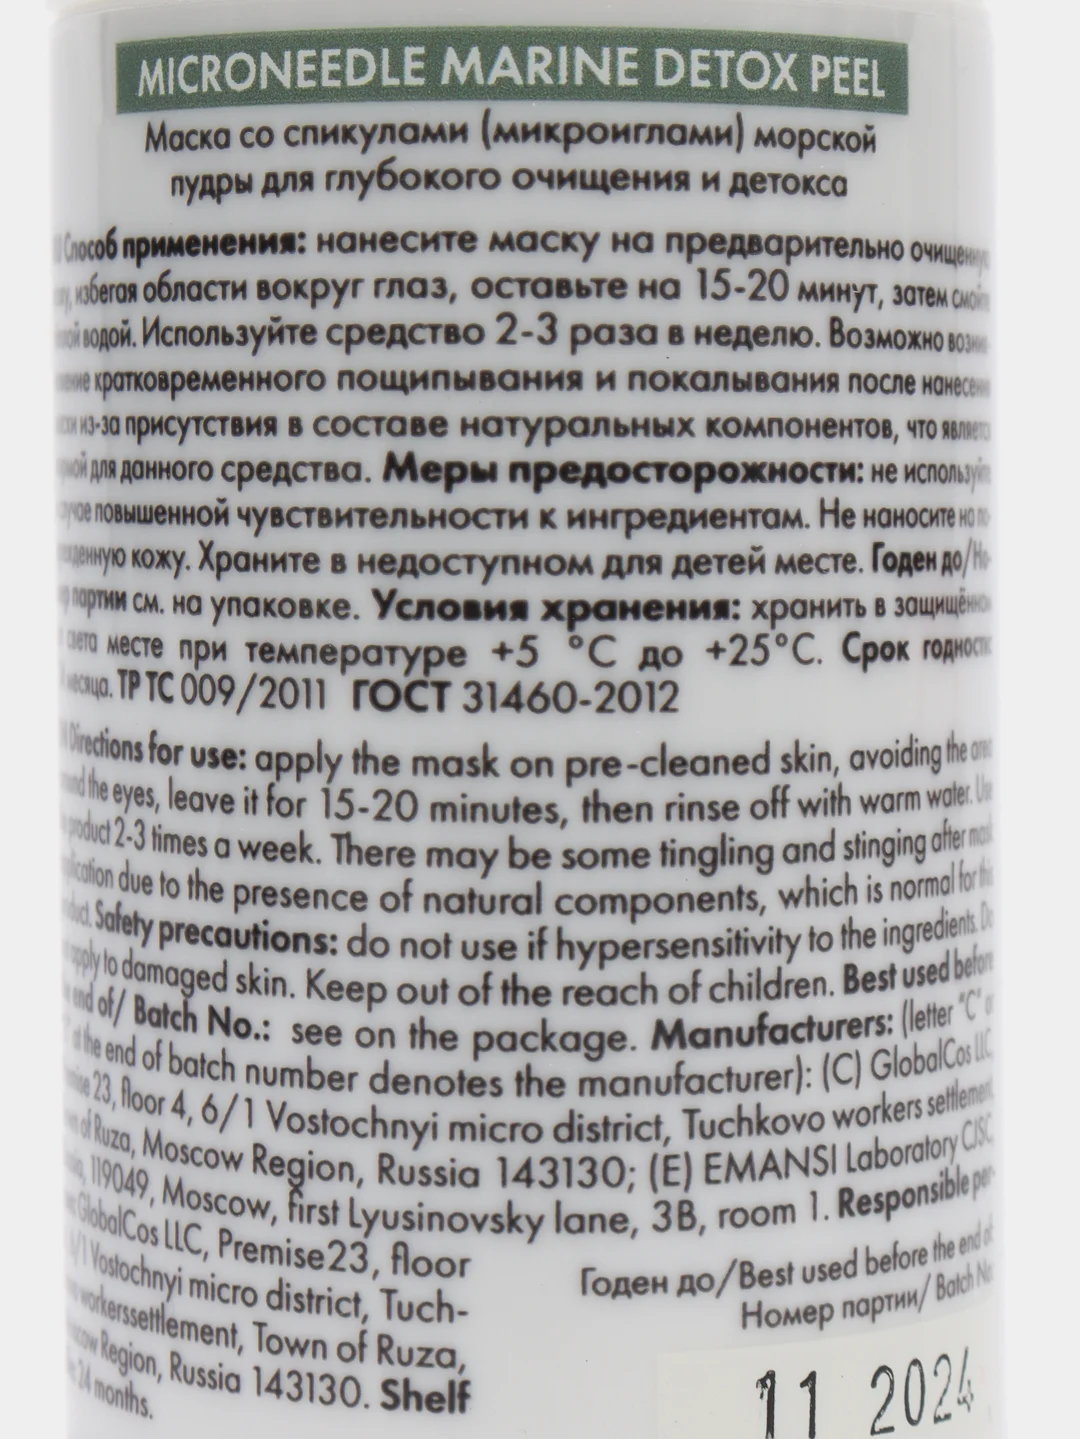 MICRONEEDLE MARINE DETOX PEEL
Маска со спикулами (микроиглами) морской
пудры для глубокого очищения и детокса
Способ применения: нанесите маску на предварительно
избегая области вокруг глаз, оставьте на 15-20 минут, затем
водой. Используйте средство 2-3 раза в неделю. Возможно
кратковременного пощипывания и покалывания после
из-за присутствия в составе натуральных компонентов, что
для данного средства. Меры предосторожности: не
повышенной чувствительности к ингредиентам. Не наносите на
кожу. Храните в недоступном для детей месте. Годен до/
партии см. на упаковке. Условия хранения: хранить в
света месте при температуре +5 °С до +25°С. Срок
ТР ТС 009/2011 ГОСТ 31460-2012
Directions for use: apply the mask on pre-cleaned skin, avoiding the
the eyes, leave it for 15-20 minutes, then rinse off with warm water.
product 2-3 times a week. There may be some tingling and stinging after
due to the presence of natural components, which is normal for
Safety precautions: do not use if hypersensitivity to the ingredients.
apply to damaged skin. Keep out of the reach of children. Best used before
end of/ Batch No.: see on the package. Manufacturers: (letter "C"
at the end of batch number denotes the manufacturer): (C) GlobalCos LLC,
23, floor 4, 6/1 Vostochnyi micro district, Tuchkovo workers
of Ruza, Moscow Region, Russia 143130; (E) EMANSI Laboratory CJSC,
119049, Moscow, first Lyusinovsky lane, 3B, room 1. Responsible per-
GlobalCos LLC, Premise23, floor
6/1 Vostochnyi micro district, Tuch-
workerssettlement, Town of Ruza,
Region, Russia 143130. Shelf
24 months.
Годен до/Best used before the end of
Номер партии/ Batch
11 2024